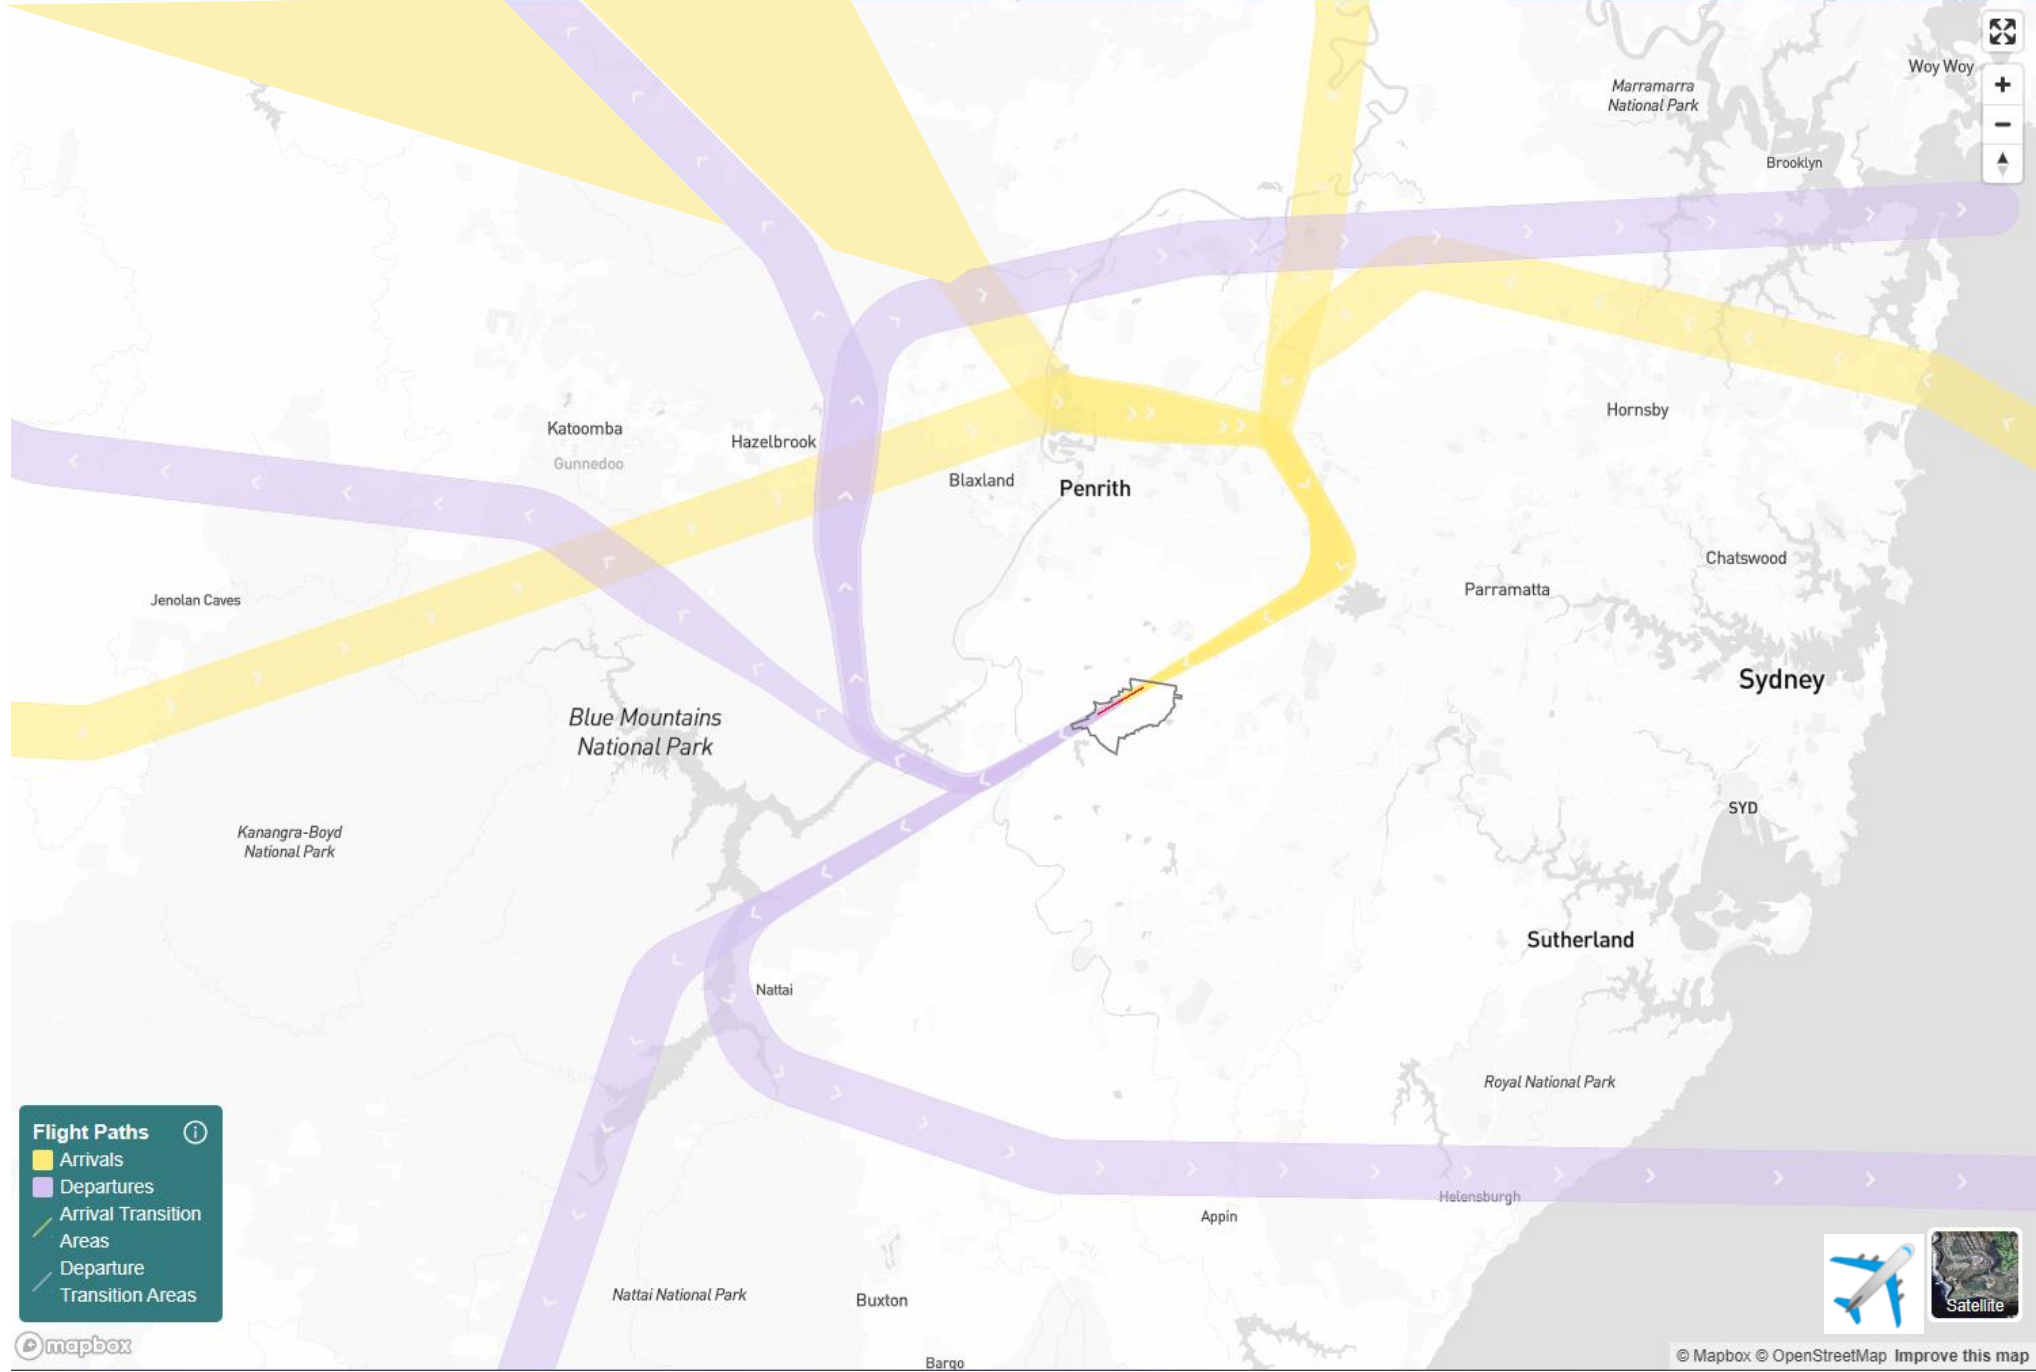 Woy Woy
Marramarra
National Park
Brooklyn
Hornsby
Katoomba
Hazelbrook
Gunnedoo
Blaxland
Penrith
Chatswood
Parramatta
Jenolan Caves
Sydney
Blue Mountains
National Park
SYD
Kanangra-Boyd
National Park
Sutherland
Nattai
Royal National Park
Helensburgh
Appin
Nattai National Park
Buxton
Bargo
Flight Paths
Arrivals
Departures
Arrival Transition
Areas
Departure
Transition Areas
Satellite
mapbox
© Mapbox © OpenStreetMap Improve this map